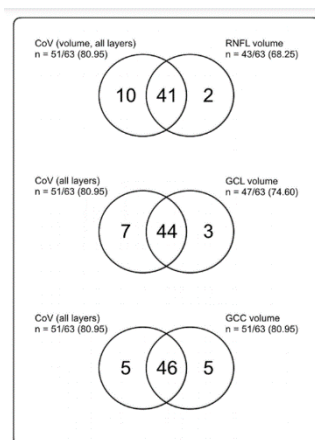 CoV (volume, all layers)
n = 51/63 (80.95)
RNFL volume
n = 43/63 (68.25)
10 41 2
CoV (all layers)
n = 51/63 (80.95)
GCL volume
n = 47/63 (74.60)
7 44 3
CoV (all layers)
n = 51/63 (80.95)
GCC volume
n = 51/63 (80.95)
5 46 5